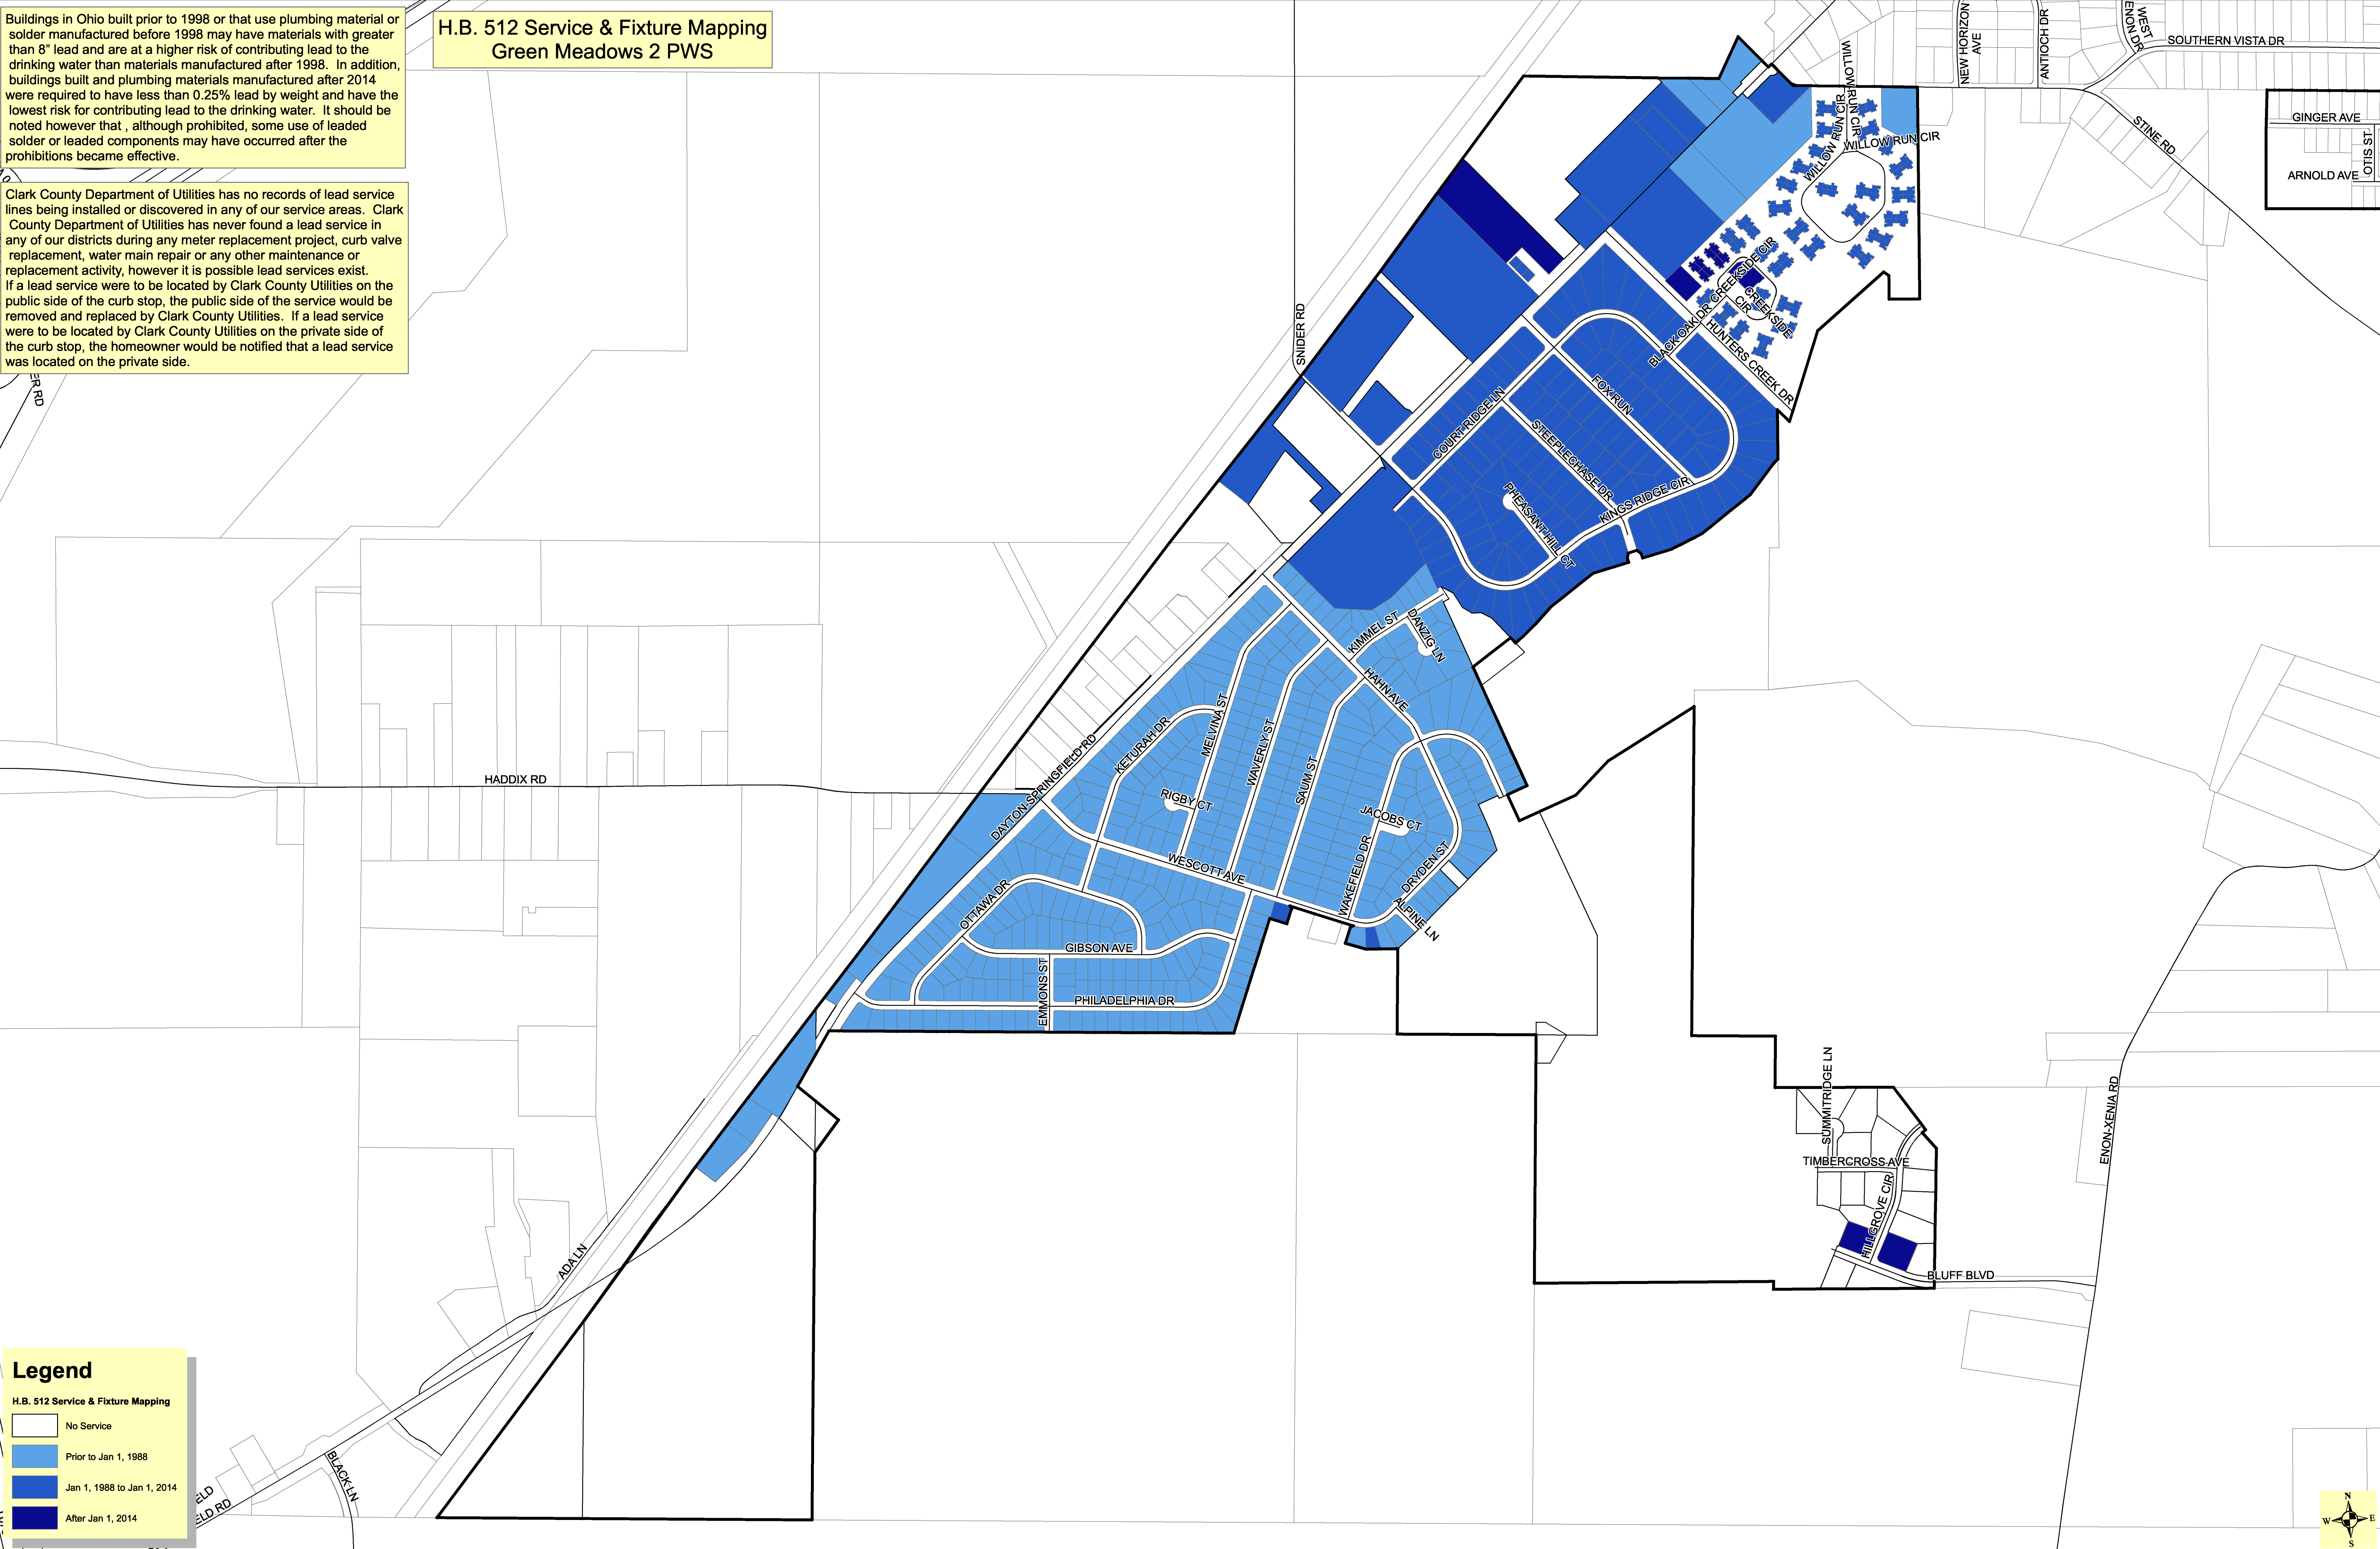 Buildings in Ohio built prior to 1998 or that use plumbing material or
solder manufactured before 1998 may have materials with greater
than 8” lead and are at a higher risk of contributing lead to the
drinking water than materials manufactured after 1998.  In addition,
buildings built and plumbing materials manufactured after 2014
were required to have less than 0.25% lead by weight and have the
lowest risk for contributing lead to the drinking water.  It should be
noted however that , although prohibited, some use of leaded
solder or leaded components may have occurred after the
prohibitions became effective.
Clark County Department of Utilities has no records of lead service
lines being installed or discovered in any of our service areas.  Clark
County Department of Utilities has never found a lead service in
any of our districts during any meter replacement project, curb valve
replacement, water main repair or any other maintenance or
replacement activity, however it is possible lead services exist.
If a lead service were to be located by Clark County Utilities on the
public side of the curb stop, the public side of the service would be
removed and replaced by Clark County Utilities.  If a lead service
were to be located by Clark County Utilities on the private side of
the curb stop, the homeowner would be notified that a lead service
was located on the private side.
H.B. 512 Service & Fixture Mapping
Green Meadows 2 PWS
NEW HORIZON
AVE
ANTIOCH DR
WEST
ENON DR
SOUTHERN VISTA DR
STINE RD
GINGER AVE
OTIS ST
ARNOLD AVE
WILLOW RUN CIR
WILLOW RUN CIR
WILLOW RUN CIR
CREEKSIDE CIR
CREEKSIDE
CIR
BLACK OAK DR
HUNTERS CREEK DR
SNIDER RD
FOX RUN
COURT RIDGE LN
STEEPLECHASE DR
KINGS RIDGE CIR
PHEASANT HILL CT
KIMMEL ST
DANZIG LN
HAHN AVE
MELVINA ST
KETURAH DR
WAVERLY ST
SAUM ST
RIGBY CT
JACOBS CT
DAYTON-SPRINGFIELD RD
HADDIX RD
WESCOTT AVE
WAKEFIELD DR
DRYDEN ST
ALPINE LN
OTTAWA DR
GIBSON AVE
EMMONS ST
PHILADELPHIA DR
ER RD
SUMMITRIDGE LN
TIMBERCROSS AVE
HILLGROVE CIR
BLUFF BLVD
ENON-XENIA RD
ADA LN
BLACK LN
ELD
ELD RD
Legend
H.B. 512 Service & Fixture Mapping
No Service
Prior to Jan 1, 1988
Jan 1, 1988 to Jan 1, 2014
After Jan 1, 2014
N
W E
S